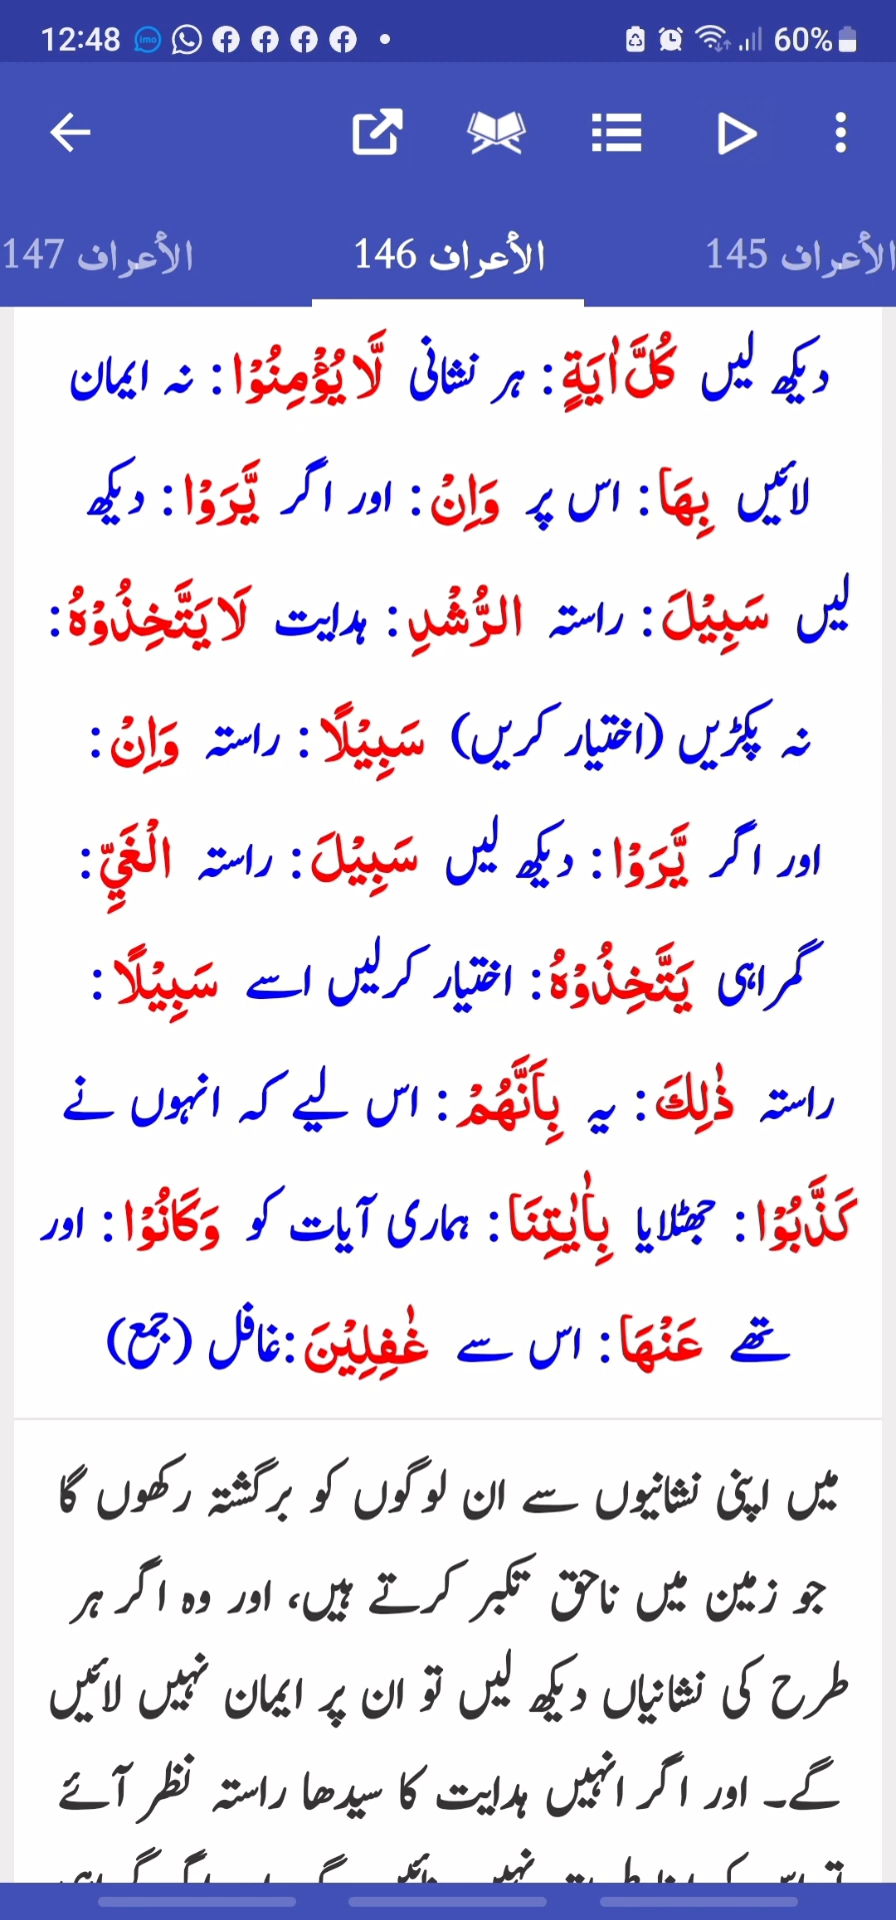 12:48
60%
الأعراف 145
الأعراف 146
الأعراف 147
دیکھ لیں كُلَّ اٰيَةٍ : ہر نشانی لَّا يُؤْمِنُوْا : نہ ایمان
لائیں بِهَا : اس پر وَاِنْ : اور اگر يَّرَوْا : دیکھ
لیں سَبِيْلَ : راستہ الرُّشْدِ : ہدایت لَا يَتَّخِذُوْهُ :
نہ پکڑیں (اختیار کریں) سَبِيْلًا : راستہ وَاِنْ :
اور اگر يَّرَوْا : دیکھ لیں سَبِيْلَ : راستہ الْغَيِّ :
گمراہی يَتَّخِذُوْهُ : اختیار کرلیں اسے سَبِيْلًا :
راستہ ذٰلِكَ : یہ بِاَنَّهُمْ : اس لیے کہ انہوں نے
كَذَّبُوْا : جھٹلایا بِاٰيٰتِنَا : ہماری آیات کو وَكَانُوْا : اور
تھے عَنْهَا : اس سے غٰفِلِيْنَ :غافل (جمع)
میں اپنی نشانیوں سے ان لوگوں کو برگشتہ رکھوں گا
جو زمین میں ناحق تکبر کرتے ہیں، اور وہ اگر ہر
طرح کی نشانیاں دیکھ لیں تو ان پر ایمان نہیں لائیں
گے۔ اور اگر انہیں ہدایت کا سیدھا راستہ نظر آئے